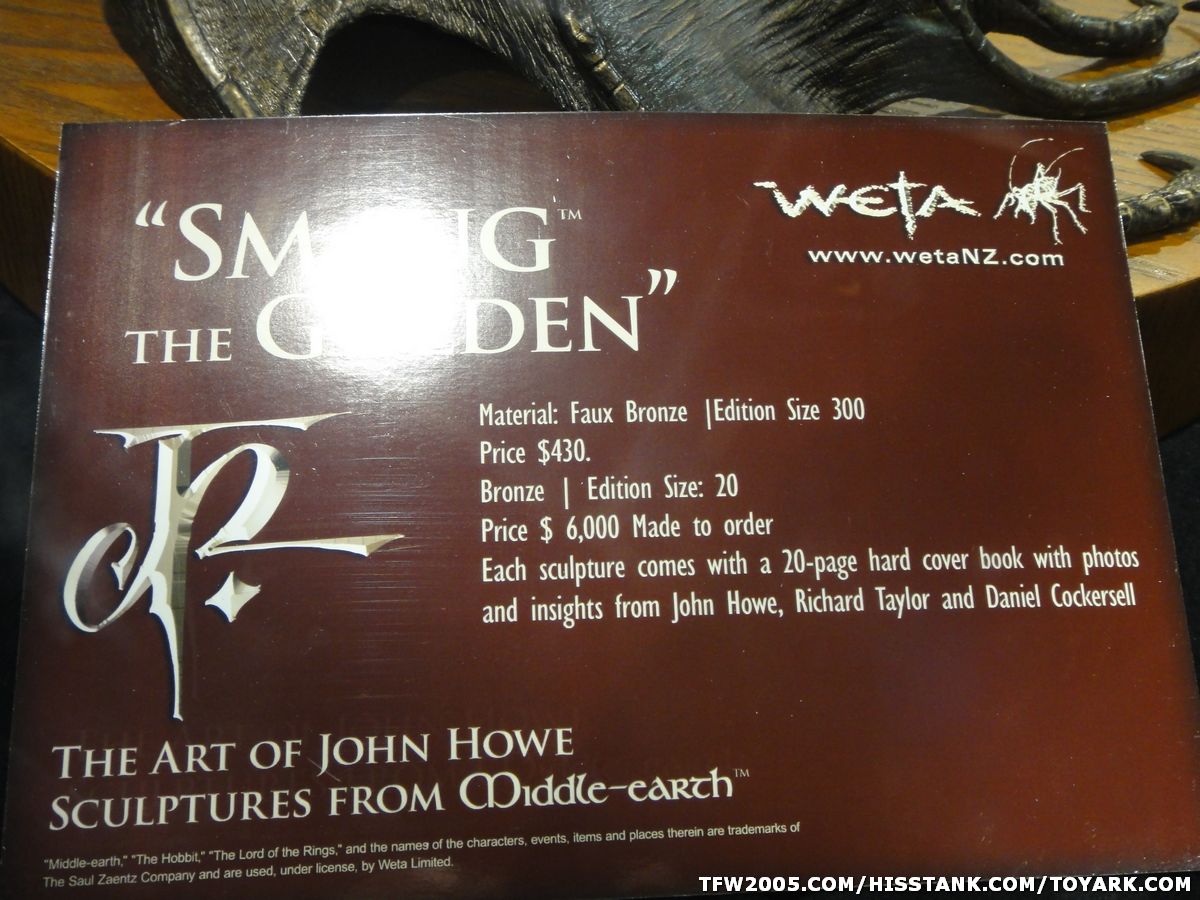 "SMAUG™
WETA
www.wetaNZ.com
THE GOLDEN"
Material: Faux Bronze |Edition Size 300
Price $430.
Bronze | Edition Size: 20
Price $ 6,000 Made to order
Each sculpture comes with a 20-page hard cover book with photos
and insights from John Howe, Richard Taylor and Daniel Cockersell
THE ART OF JOHN HOWE
SCULPTURES FROM Middle-earth™
"Middle-earth," "The Hobbit," "The Lord of the Rings," and the names of the characters, events, items and places therein are trademarks of
The Saul Zaentz Company and are used, under license, by Weta Limited.
TFW2005.COM/HISSTANK.COM/TOYARK.COM